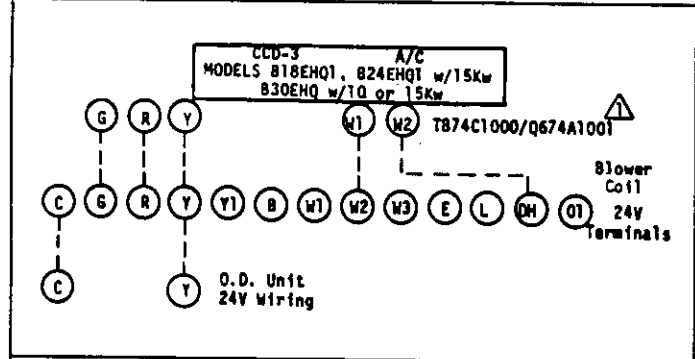 CCD-3 A/C
MODELS 818EHQ1, 824EHQ1 w/15Kw
830EHQ w/10 or 15Kw
G R Y W1 W2 T874C1000/Q674A1001 1
Blower
Coil
C G R Y Y1 B W1 W2 W3 E L DH O1 24V
Terminals
C Y O.D. Unit
24V Wiring